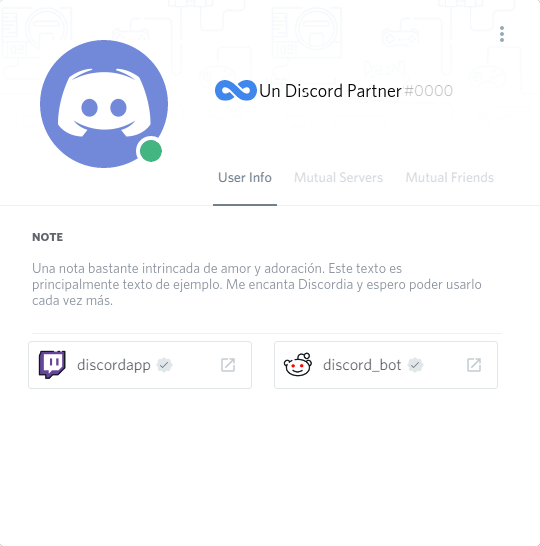 Un Discord Partner#0000
User Info Mutual Servers Mutual Friends
NOTE
Una nota bastante intrincada de amor y adoración. Este texto es
principalmente texto de ejemplo. Me encanta Discordia y espero poder usarlo
cada vez más.
discordapp discord_bot